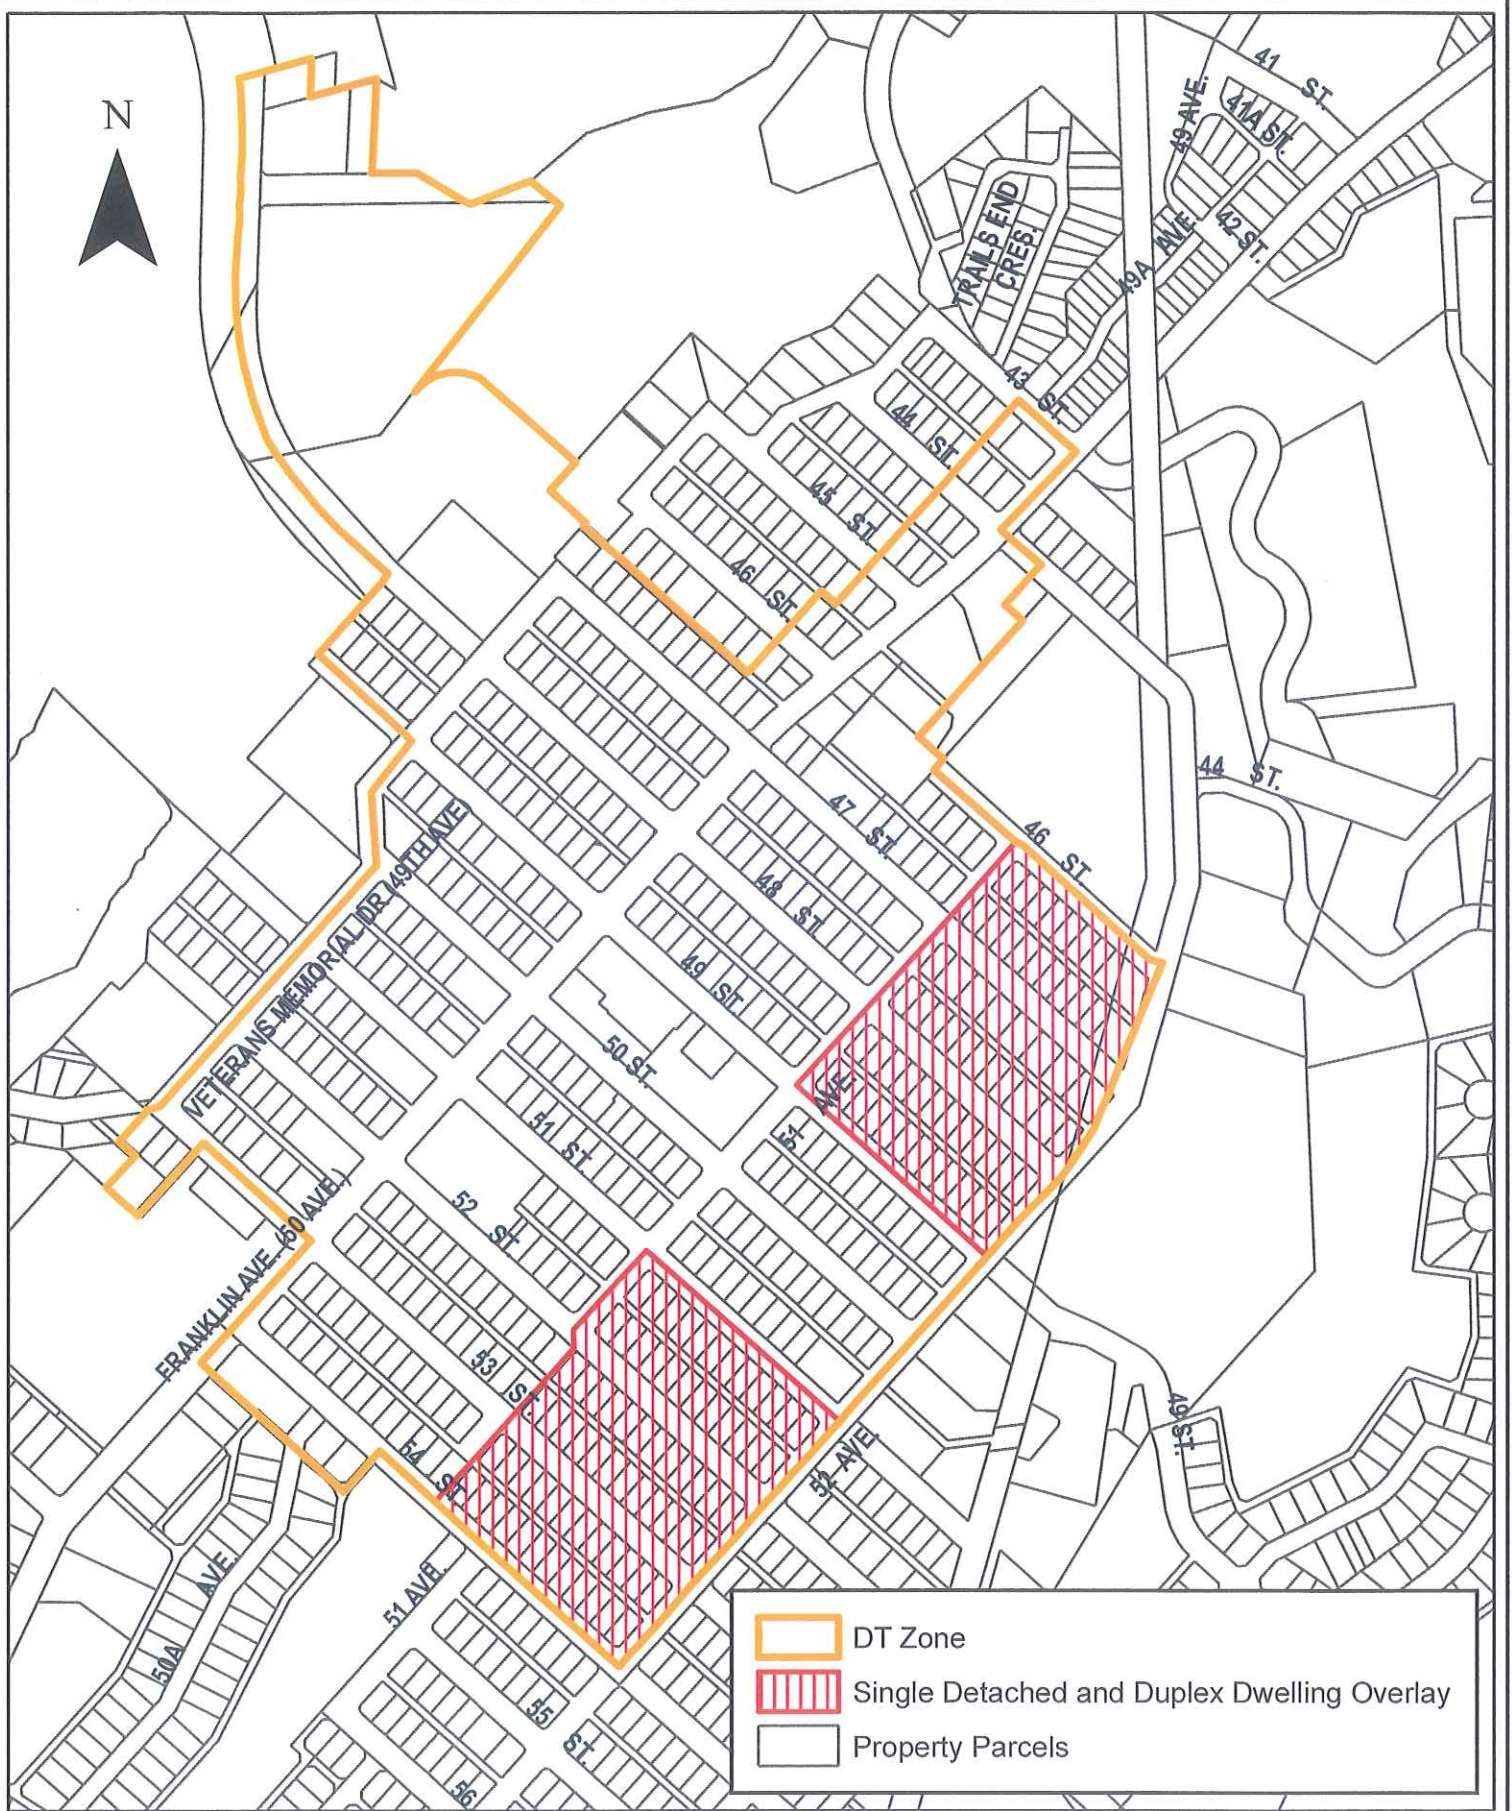 N
41 ST.
49 AVE.
41A ST.
42 ST.
49A AVE.
TRAILS END
CRES.
43 ST.
44 ST.
45 ST.
46 ST.
44 ST.
47 ST.
46 ST.
48 ST.
49 ST.
VETERANS MEMORIAL DR. (49TH AVE.)
50 ST.
51 AVE.
51 ST.
52 ST.
FRANKLIN AVE. (50 AVE.)
53 ST.
54 ST.
49 ST.
52 AVE.
50A AVE.
51 AVE.
55 ST.
56
DT Zone
Single Detached and Duplex Dwelling Overlay
Property Parcels